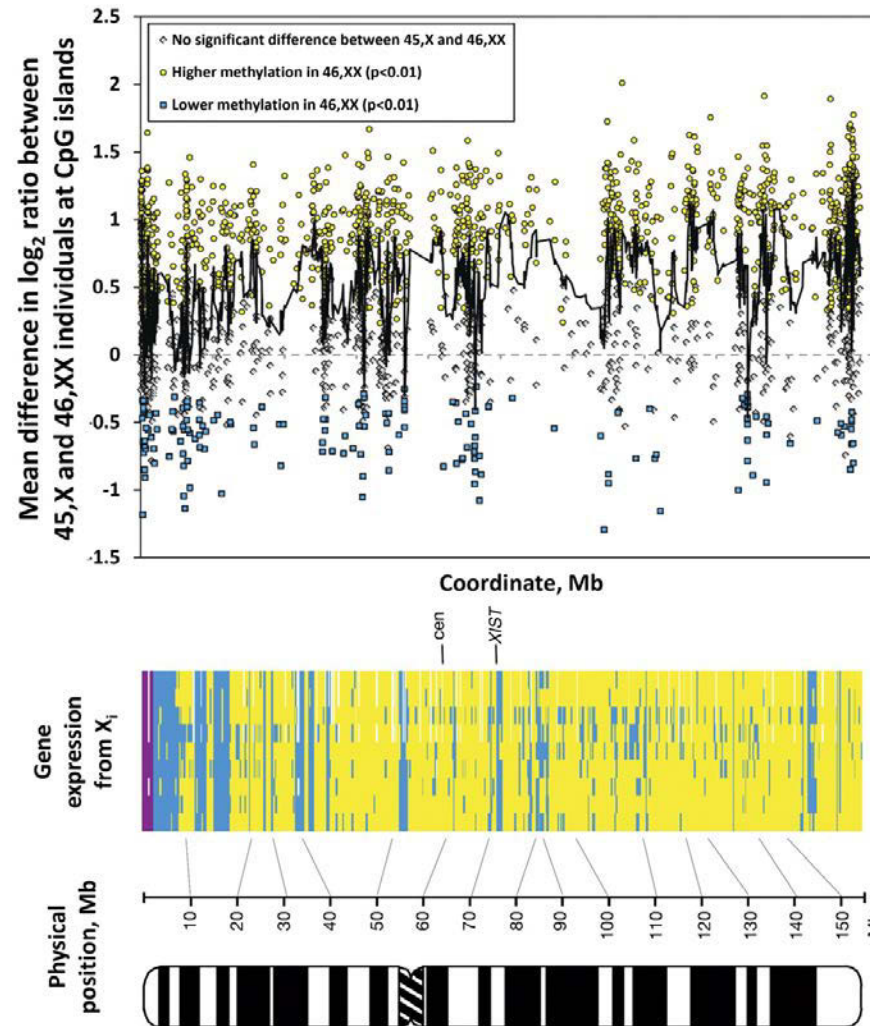 Mean difference in log2 ratio between
45,X and 46,XX individuals at CpG islands
2.5
2
1.5
1
0.5
0
-0.5
-1
-1.5
No significant difference between 45,X and 46,XX
Higher methylation in 46,XX (p<0.01)
Lower methylation in 46,XX (p<0.01)
Coordinate, Mb
cen
XIST
Gene
expression
from Xi
Physical
position, Mb
10
20
30
40
50
60
70
80
90
100
110
120
130
140
150